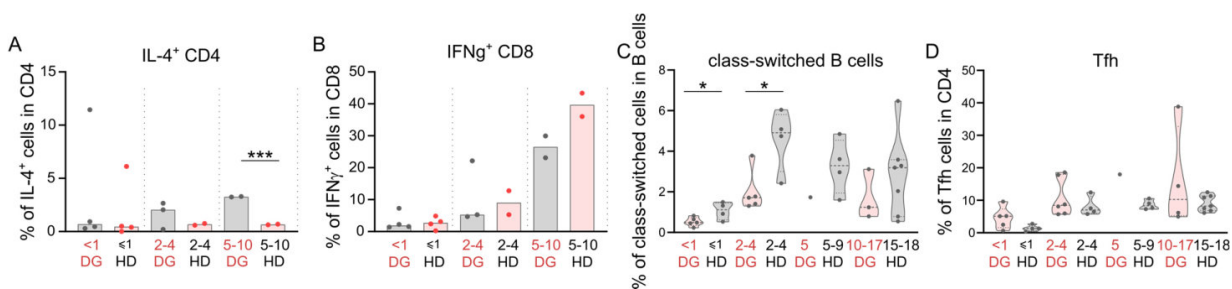 A
IL-4⁺ CD4
% of IL-4⁺ cells in CD4
15
10
5
0
***
<1 ≤1 2-4 2-4 5-10 5-10
DG HD DG HD DG HD
B
IFNg⁺ CD8
% of IFNγ⁺ cells in CD8
50
40
30
20
10
0
<1 ≤1 2-4 2-4 5-10 5-10
DG HD DG HD DG HD
C
class-switched B cells
% of class-switched cells in B cells
8
6
4
2
0
* *
<1 ≤1 2-4 2-4 5 5-9 10-17 15-18
DG HD DG HD DG HD DG HD
D
Tfh
% of Tfh cells in CD4
50
40
30
20
10
0
<1 ≤1 2-4 2-4 5 5-9 10-17 15-18
DG HD DG HD DG HD DG HD